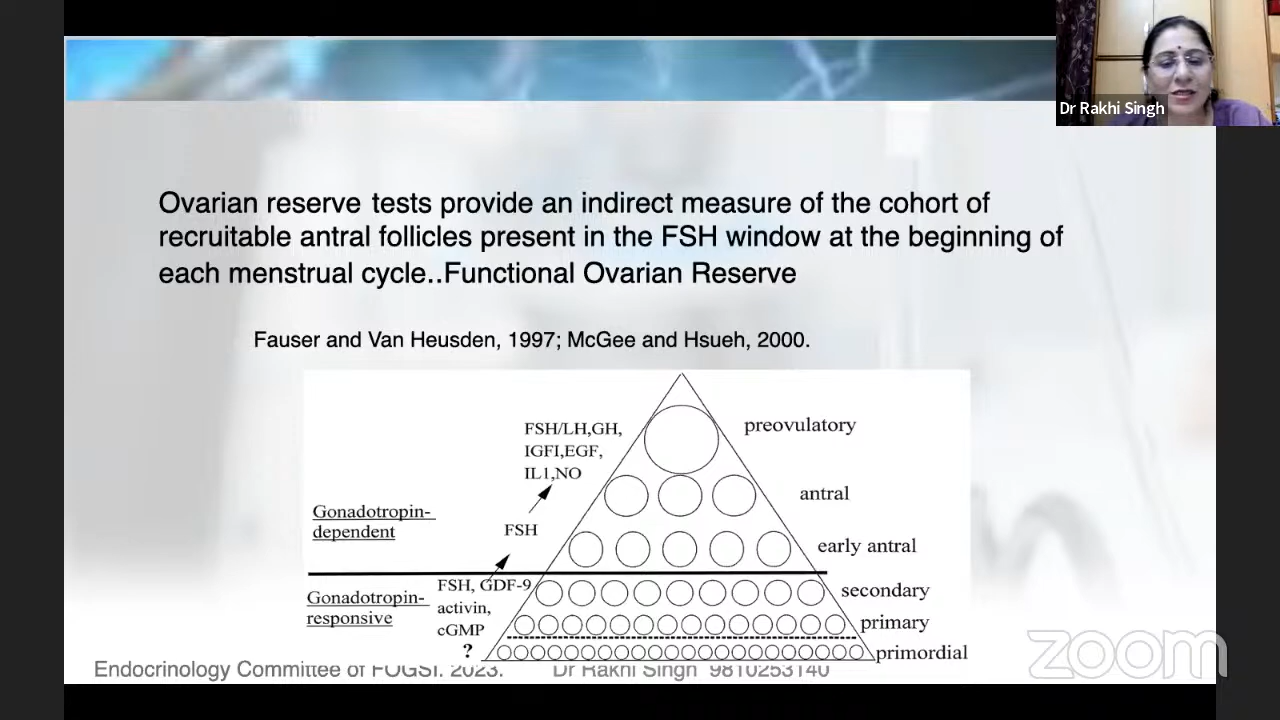 Dr Rakhi Singh
Ovarian reserve tests provide an indirect measure of the cohort of
recruitable antral follicles present in the FSH window at the beginning of
each menstrual cycle..Functional Ovarian Reserve
Fauser and Van Heusden, 1997; McGee and Hsueh, 2000.
FSH/LH,GH,
IGFI,EGF,
IL1,NO
preovulatory
antral
Gonadotropin-
dependent
FSH
early antral
FSH, GDF-9
activin,
cGMP
Gonadotropin-
responsive
secondary
primary
?
primordial
Endocrinology Committee of FOGSI. 2023.
Dr Rakhi Singh 9810253140
zoom